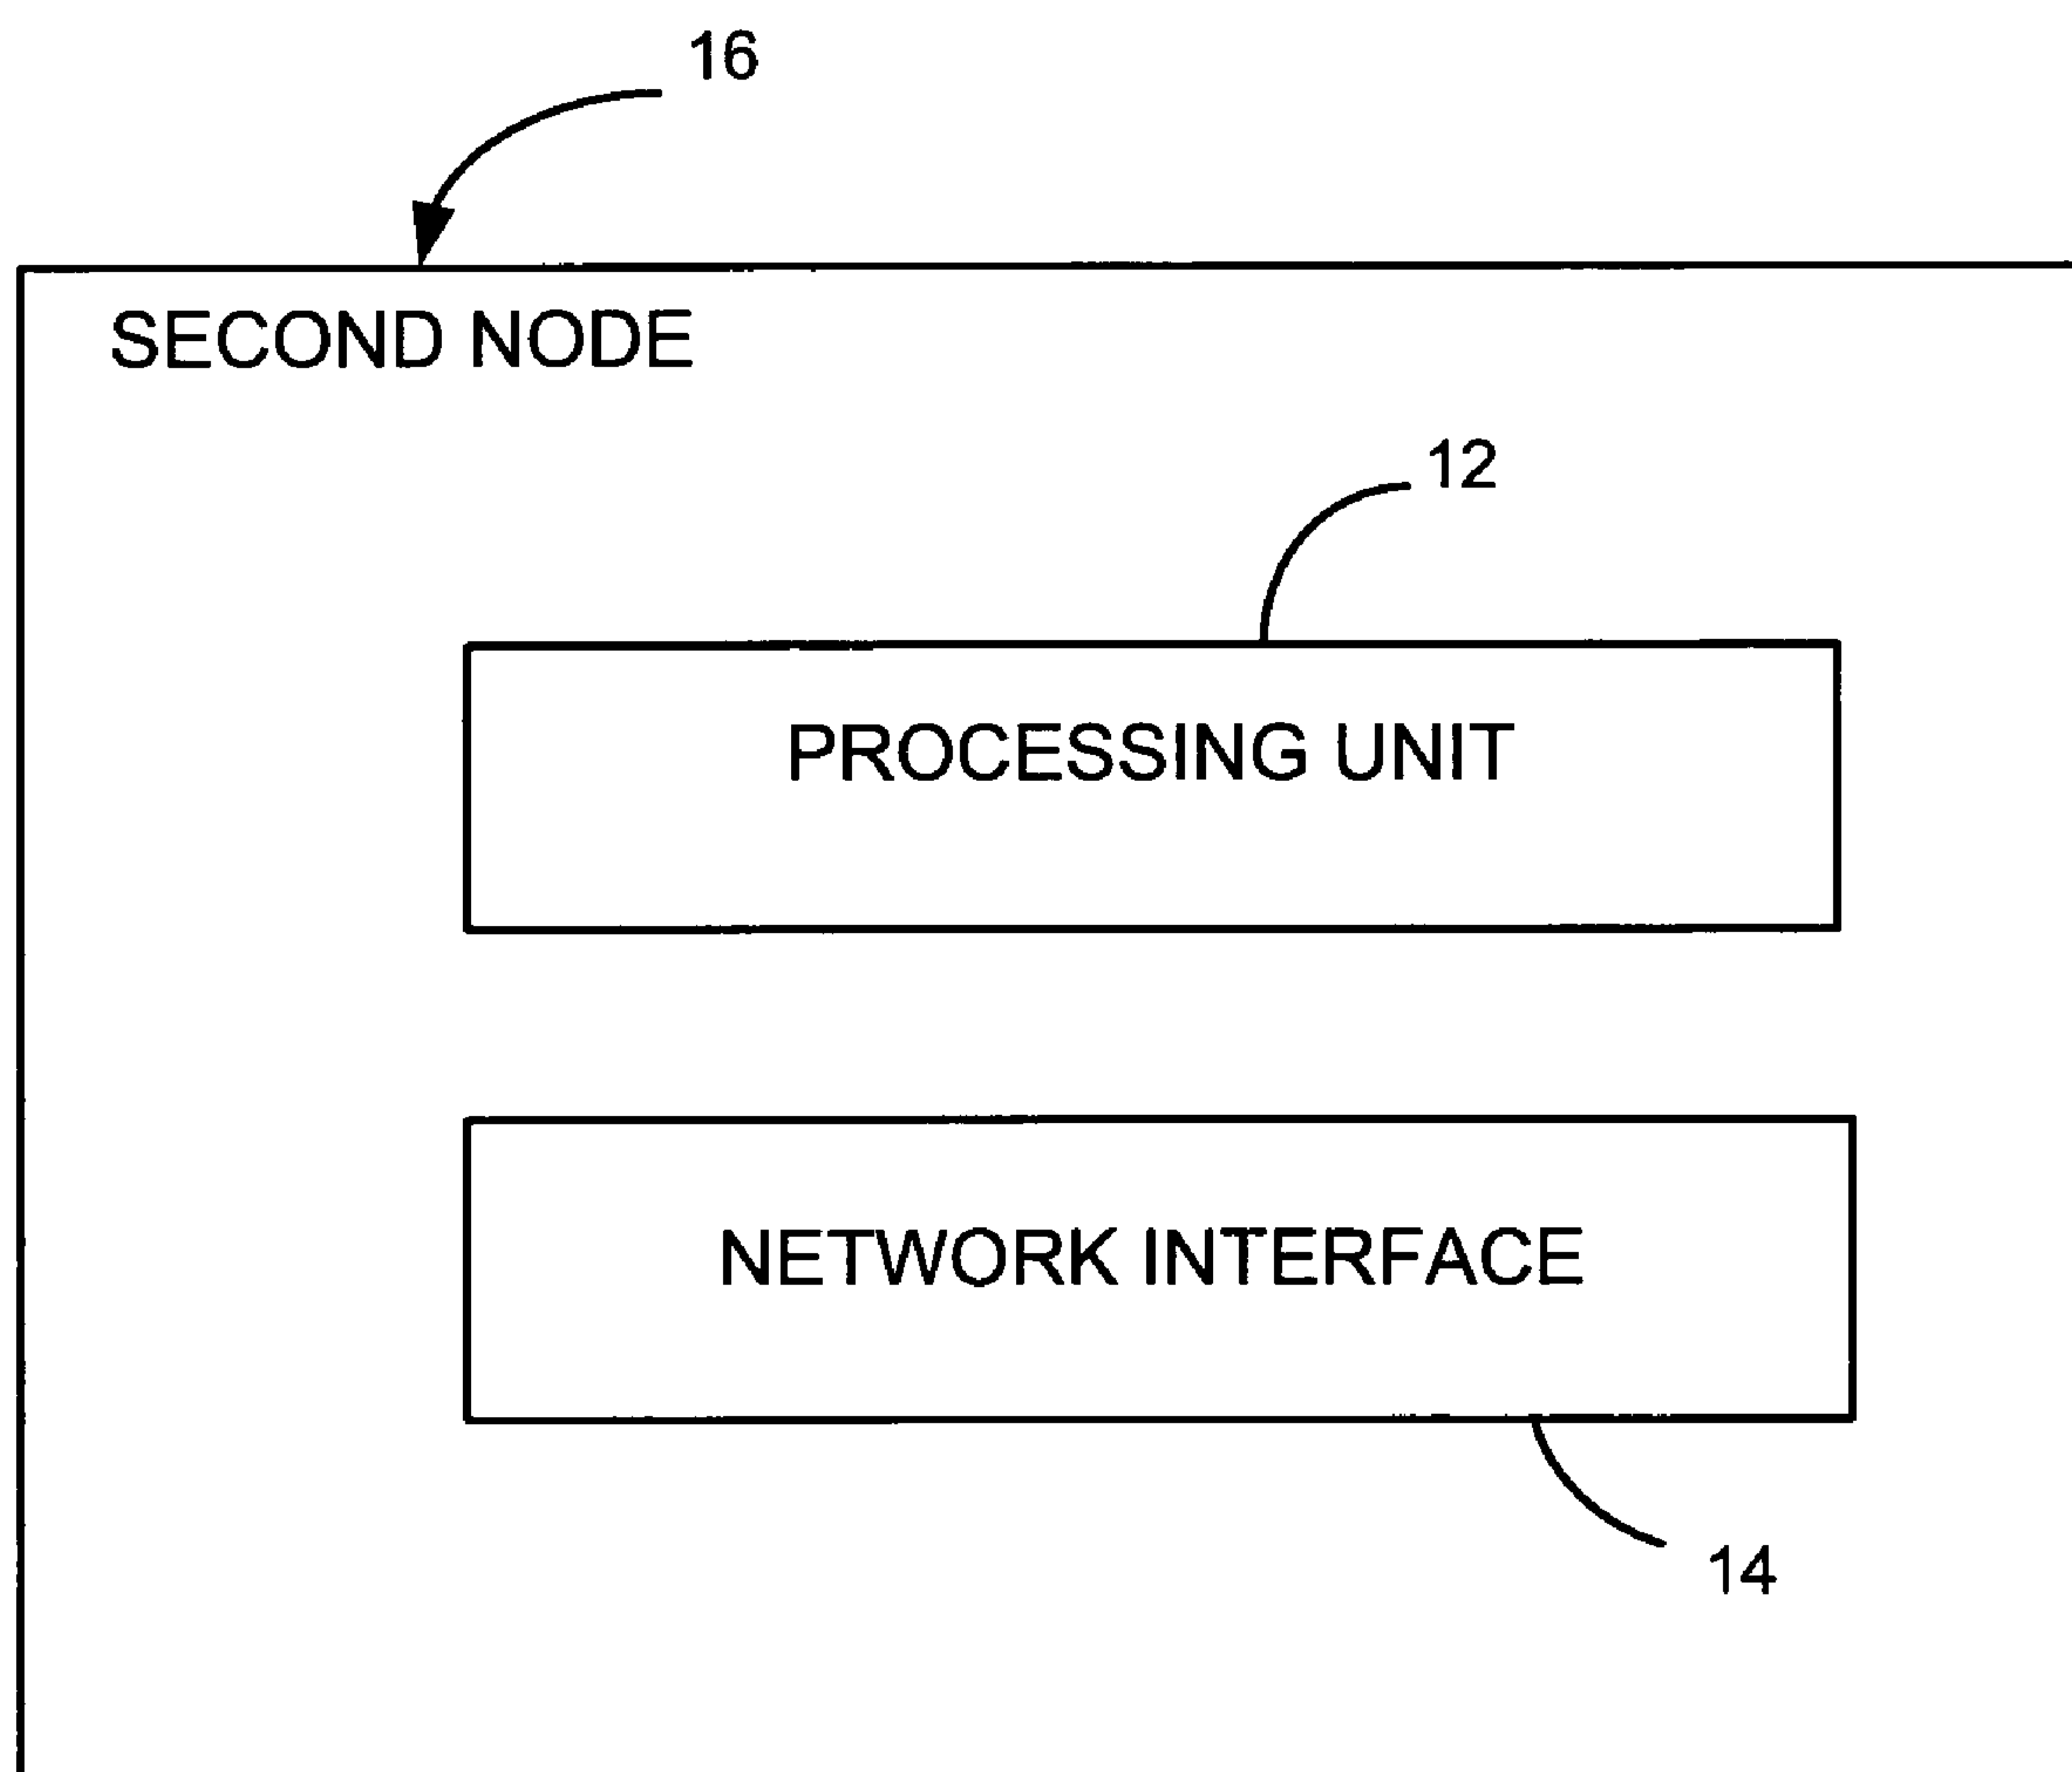 16
SECOND NODE
12
PROCESSING UNIT
NETWORK INTERFACE
14